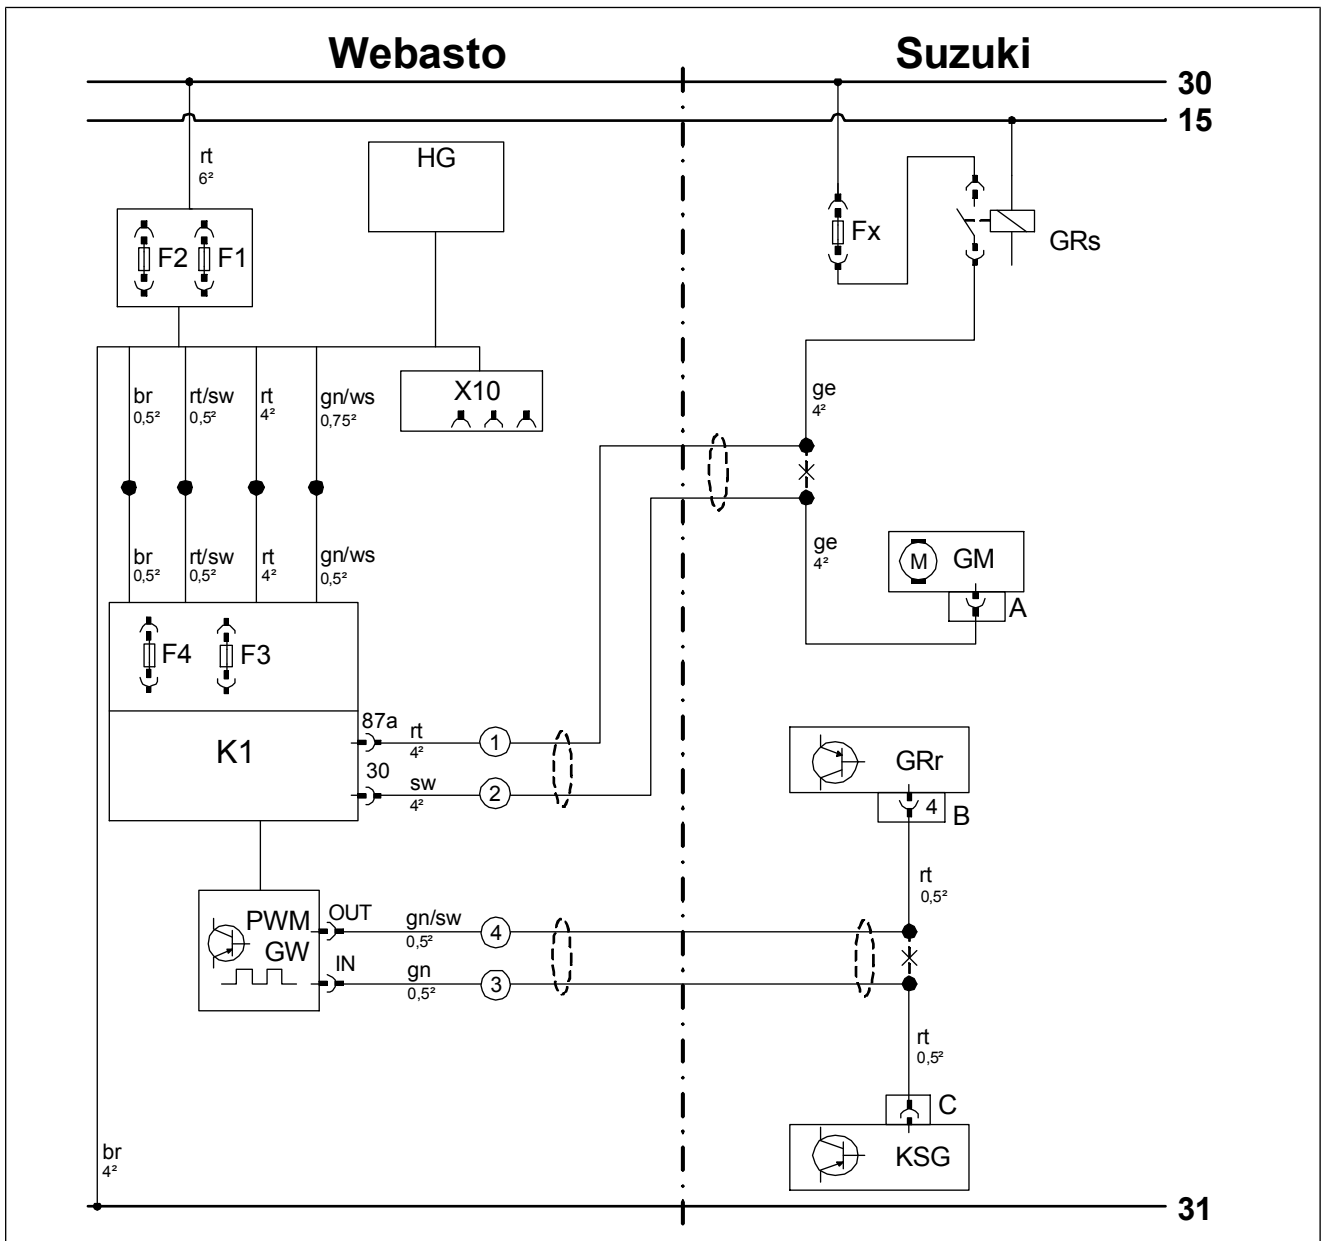 Webasto
Suzuki
30
15
rt
6²
HG
F2
F1
Fx
GRs
X10
br
0,5²
rt/sw
0,5²
rt
4²
gn/ws
0,75²
ge
4²
br
0,5²
rt/sw
0,5²
rt
4²
gn/ws
0,5²
ge
4²
M
GM
A
F4
F3
K1
87a
rt
4²
1
30
sw
4²
2
GRr
4
B
rt
0,5²
PWM
GW
OUT
gn/sw
0,5²
4
IN
gn
0,5²
3
rt
0,5²
C
KSG
br
4²
31